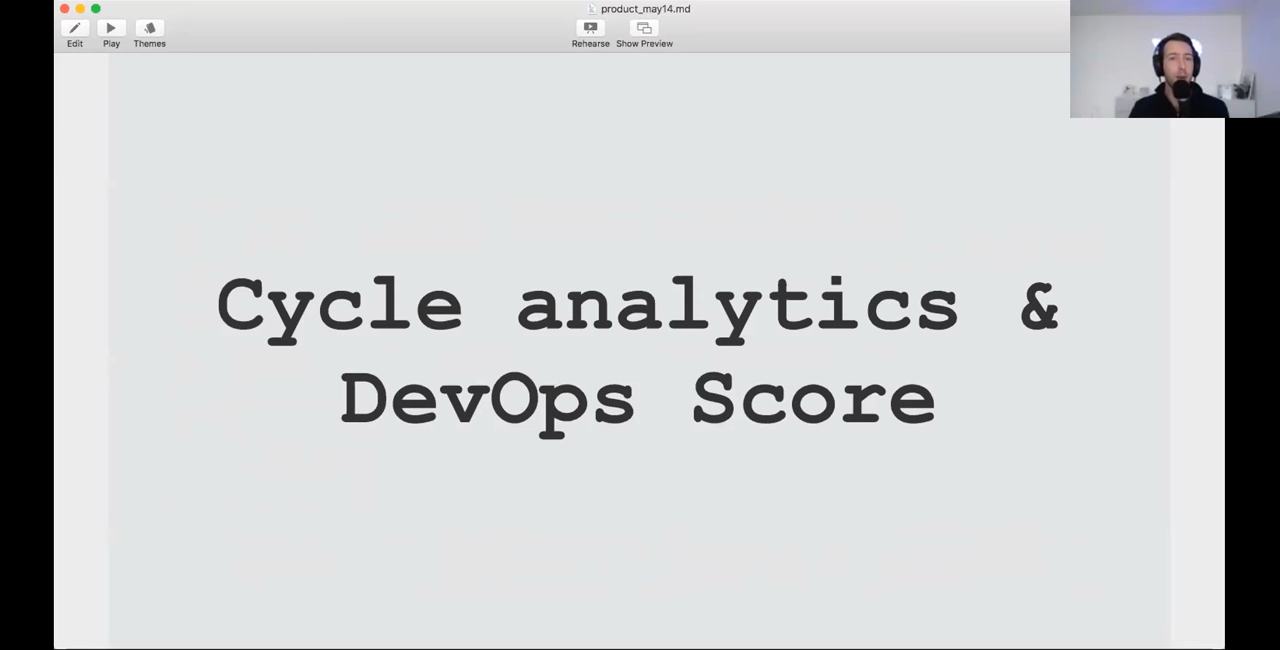 product_may14.md
Edit Play Themes Rehearse Show Preview
Cycle analytics &
DevOps Score